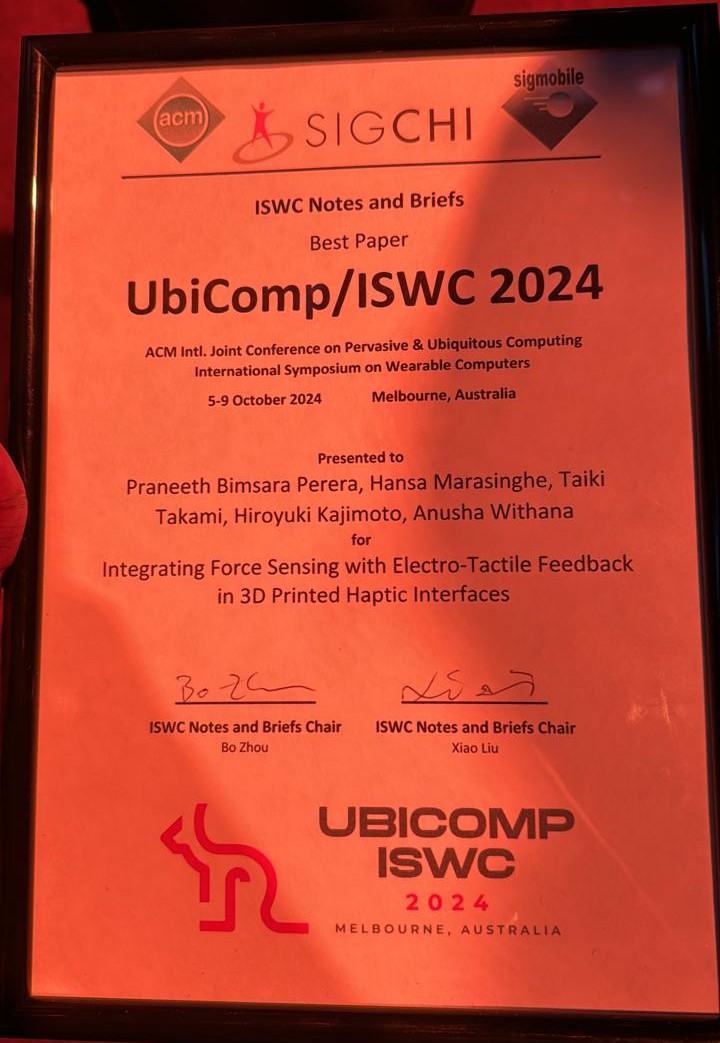 acm SIGCHI sigmobile
ISWC Notes and Briefs
Best Paper
UbiComp/ISWC 2024
ACM Intl. Joint Conference on Pervasive & Ubiquitous Computing
International Symposium on Wearable Computers
5-9 October 2024 Melbourne, Australia
Presented to
Praneeth Bimsara Perera, Hansa Marasinghe, Taiki
Takami, Hiroyuki Kajimoto, Anusha Withana
for
Integrating Force Sensing with Electro-Tactile Feedback
in 3D Printed Haptic Interfaces
ISWC Notes and Briefs Chair ISWC Notes and Briefs Chair
Bo Zhou Xiao Liu
UBICOMP
ISWC
2024
MELBOURNE, AUSTRALIA